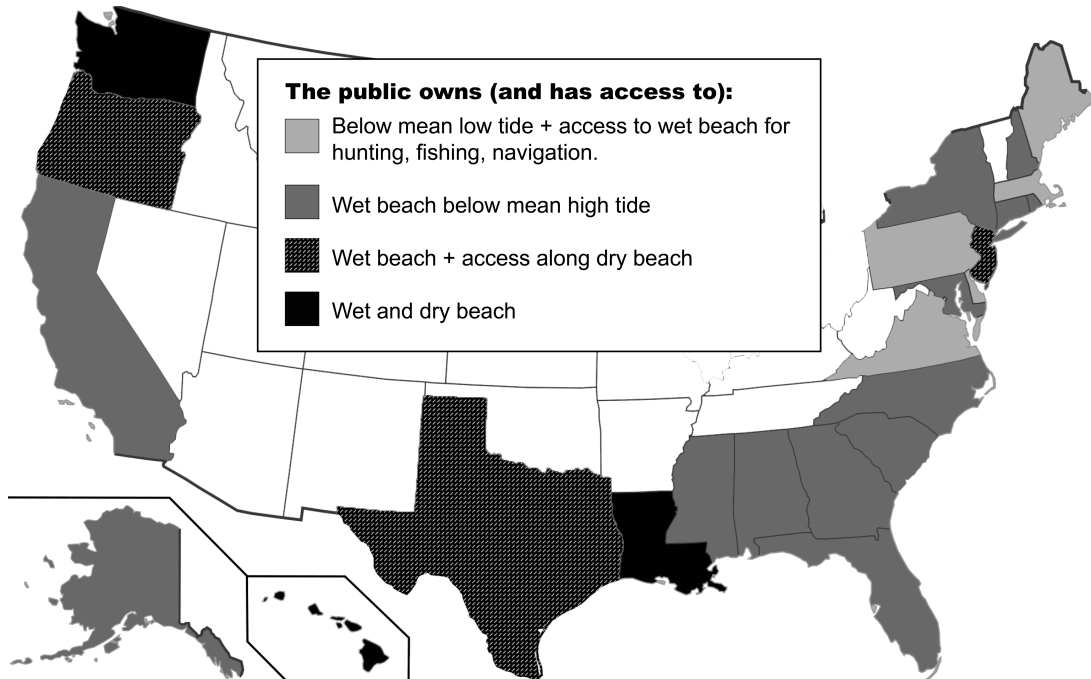 The public owns (and has access to):
Below mean low tide + access to wet beach for
hunting, fishing, navigation.
Wet beach below mean high tide
Wet beach + access along dry beach
Wet and dry beach